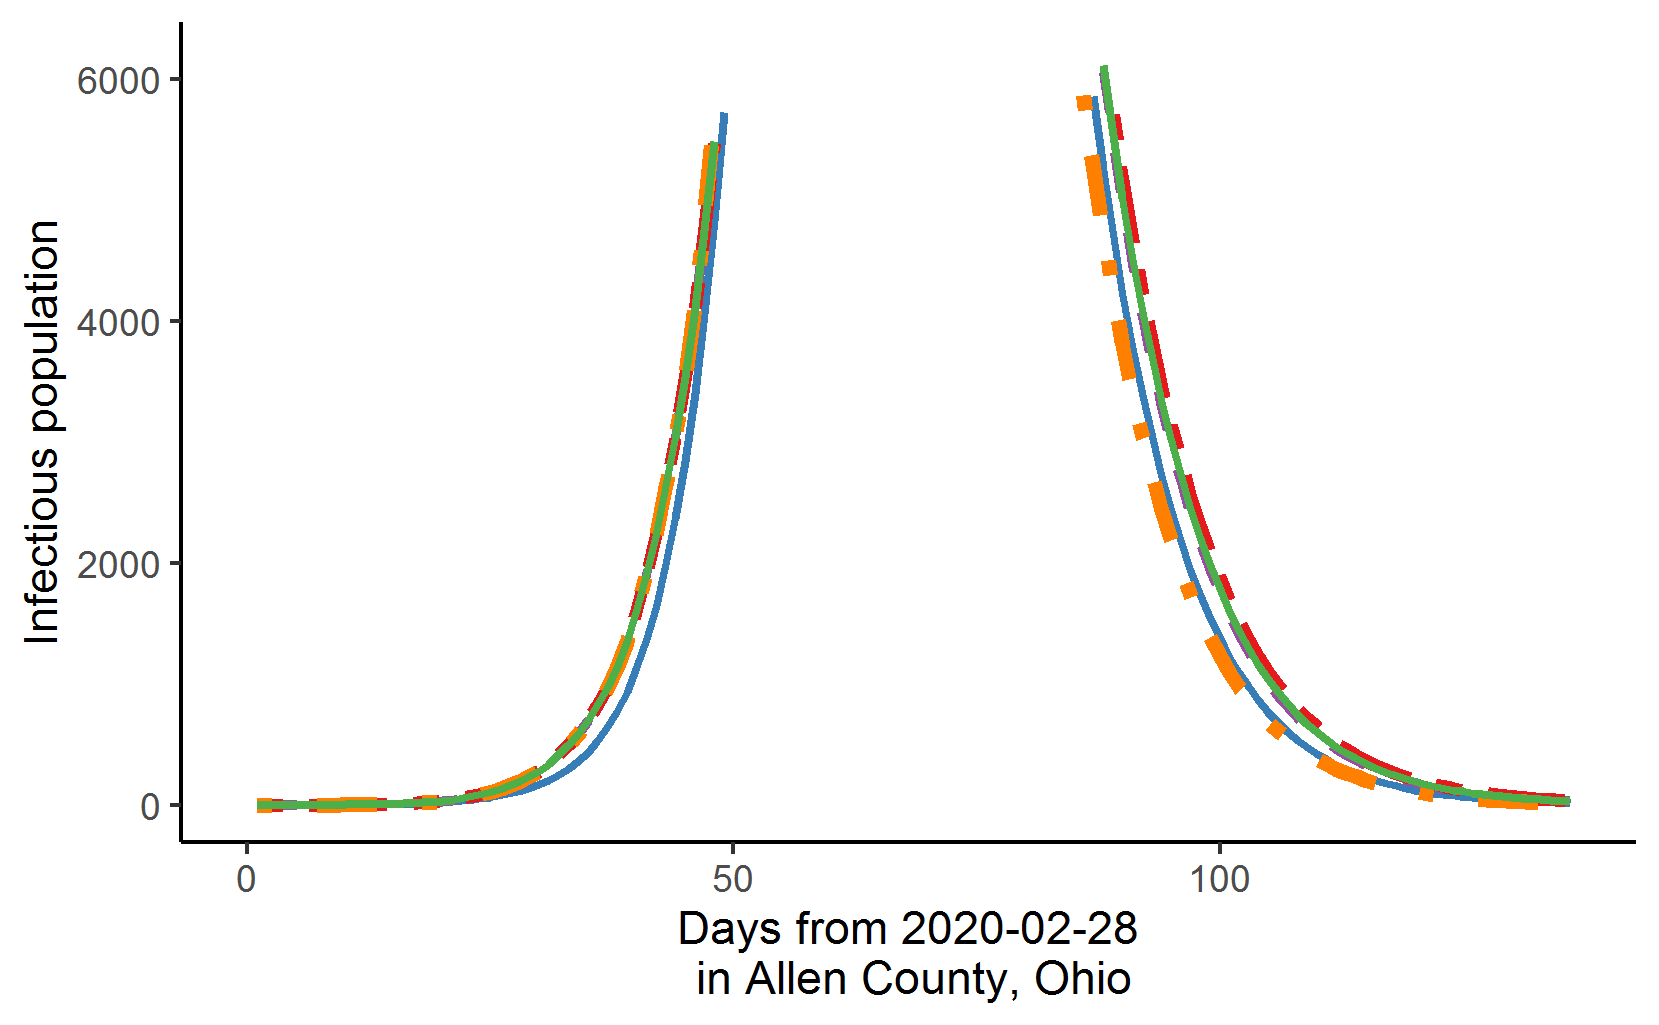 Infectious population
6000
4000
2000
0
0 50 100
Days from 2020-02-28
in Allen County, Ohio